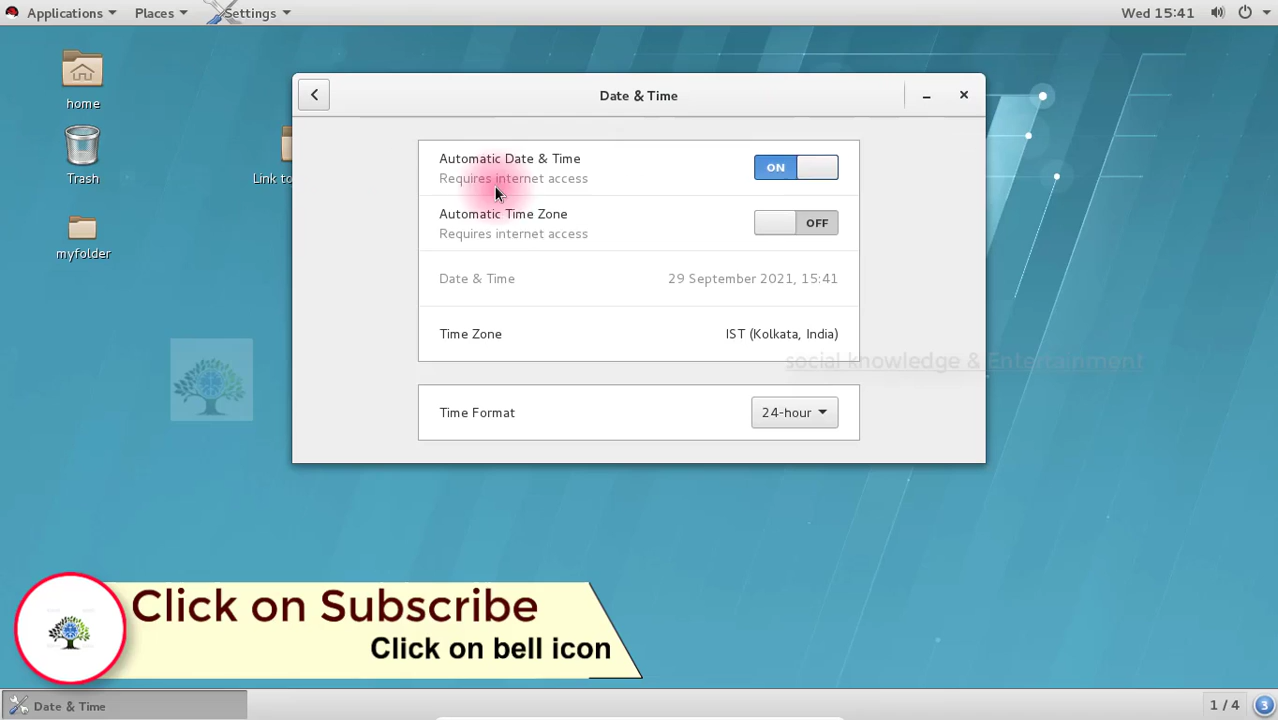 Applications Places Settings Wed 15:41
home
Trash
Link to
myfolder
Date & Time
Automatic Date & Time
Requires internet access
ON
Automatic Time Zone
Requires internet access
OFF
Date & Time 29 September 2021, 15:41
Time Zone IST (Kolkata, India)
social knowledge & Entertainment
Time Format 24-hour
Click on Subscribe
Click on bell icon
Date & Time 1 / 4 3